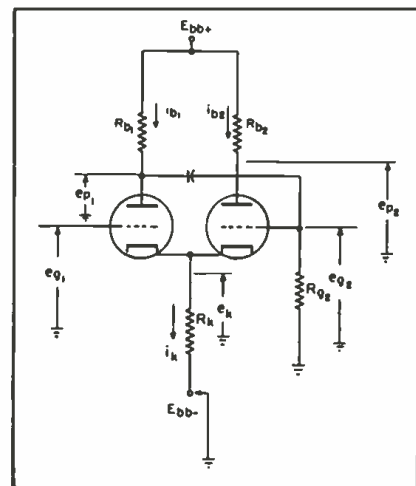 Ebb+
Rb1
ib1
ib2
Rb2
ep1
ep2
eg1
Rk
ek
Rg2
eg2
ik
Ebb-